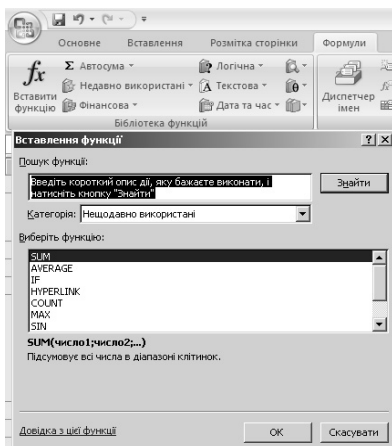 Основне Вставлення Розмітка сторінки Формули
fx
Вставити функцію
Σ Автосума
Недавно використані
Фінансова
Логічна
Текстова
Дата та час
Диспетчер імен
Бібліотека функцій
Вставлення функції
Пошук функції:
Введіть короткий опис дії, яку бажаєте виконати, і
натисніть кнопку "Знайти"
Знайти
Категорія: Нещодавно використані
Виберіть функцію:
SUM
AVERAGE
IF
HYPERLINK
COUNT
MAX
SIN
SUM(число1;число2;...)
Підсумовує всі числа в діапазоні клітинок.
Довідка з цієї функції
OK
Скасувати